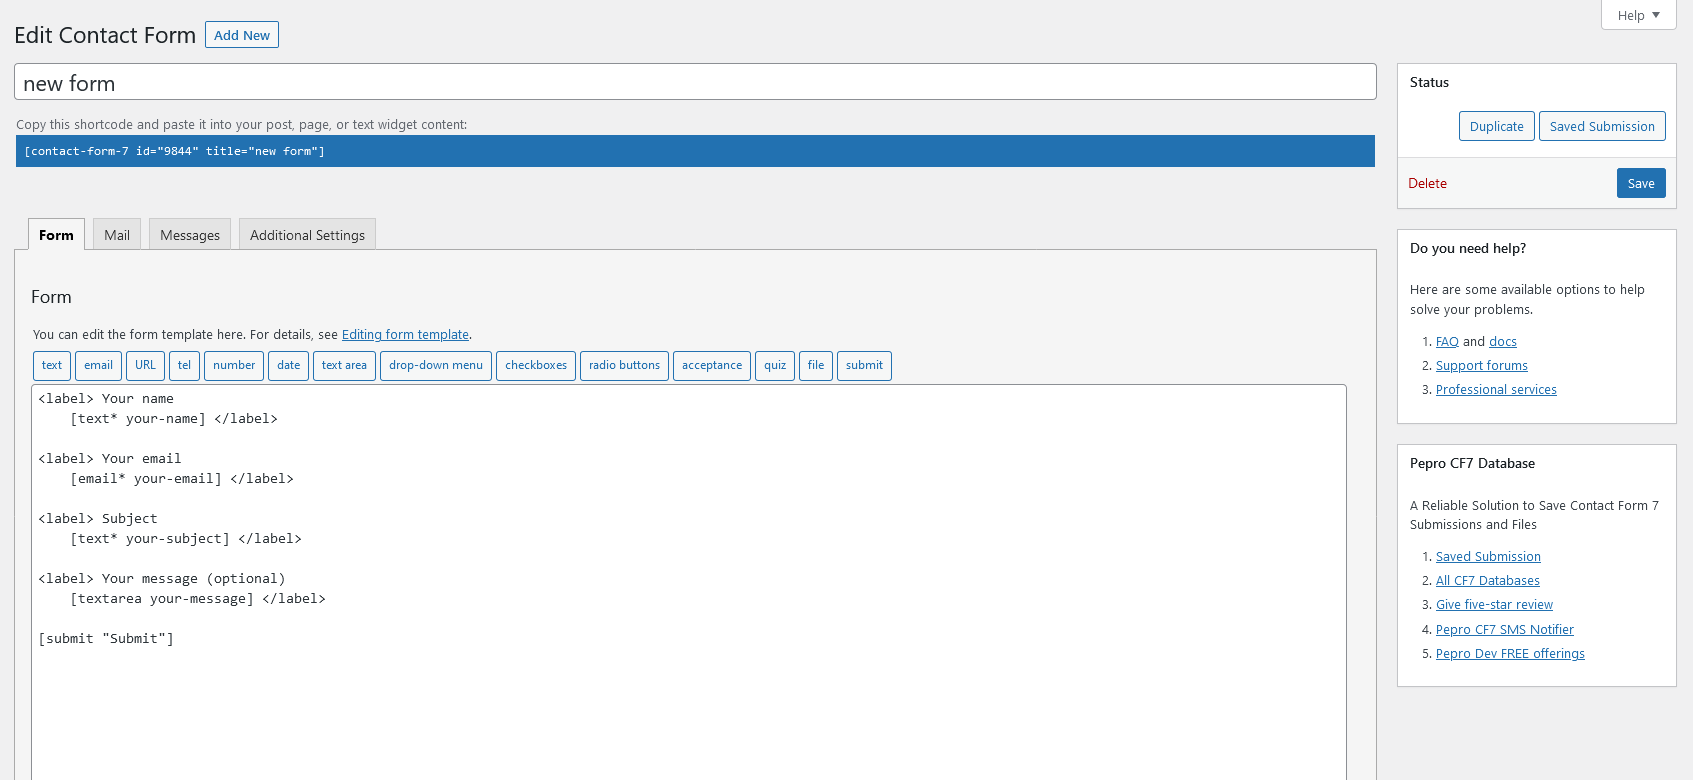 Help ▼
Edit Contact Form Add New
new form
Copy this shortcode and paste it into your post, page, or text widget content:
[contact-form-7 id="9844" title="new form"]
Form Mail Messages Additional Settings
Form
You can edit the form template here. For details, see Editing form template.
text email URL tel number date text area drop-down menu checkboxes radio buttons acceptance quiz file submit
<label> Your name
    [text* your-name] </label>

<label> Your email
    [email* your-email] </label>

<label> Subject
    [text* your-subject] </label>

<label> Your message (optional)
    [textarea your-message] </label>

[submit "Submit"]
Status
Duplicate Saved Submission
Delete Save
Do you need help?
Here are some available options to help
solve your problems.
1. FAQ and docs
2. Support forums
3. Professional services
Pepro CF7 Database
A Reliable Solution to Save Contact Form 7
Submissions and Files
1. Saved Submission
2. All CF7 Databases
3. Give five-star review
4. Pepro CF7 SMS Notifier
5. Pepro Dev FREE offerings